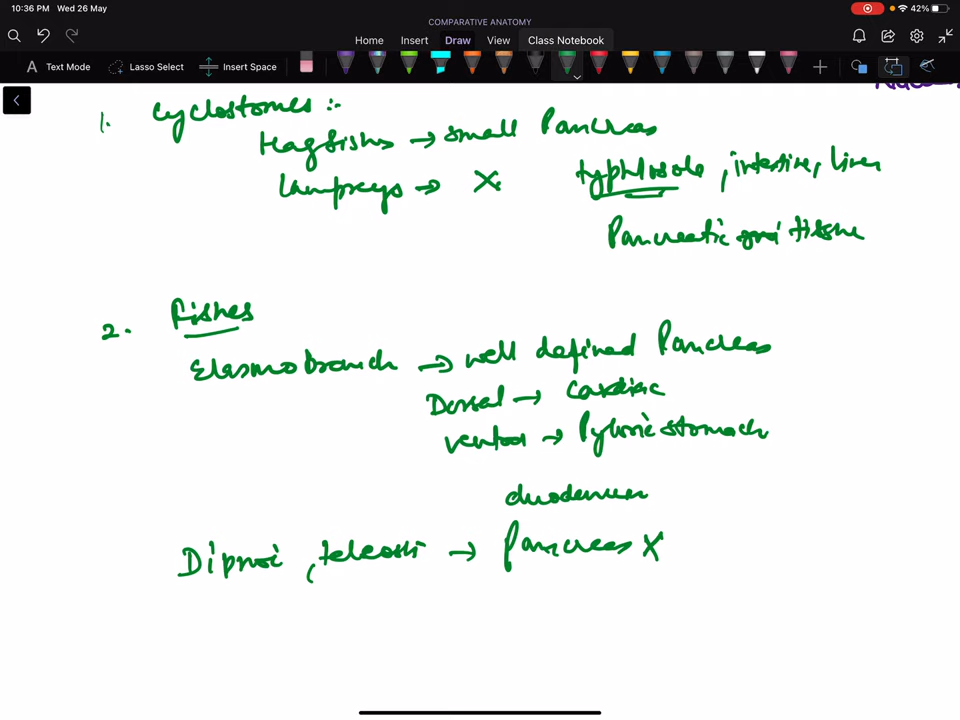 10:36 PM Wed 26 May
42%
COMPARATIVE ANATOMY
Home Insert Draw View Class Notebook
Text Mode Lasso Select Insert Space
1. Cyclostomes :-
Hagfishes → small Pancreas
Lampreys → X typhlosole, intestine, liver
Pancreatic tissue
2. Fishes
Elasmobranch → well defined Pancreas
Dorsal → Cardiac
ventral → Pyloric stomach
duodenum
Dipnoi, teleosti → Pancreas X